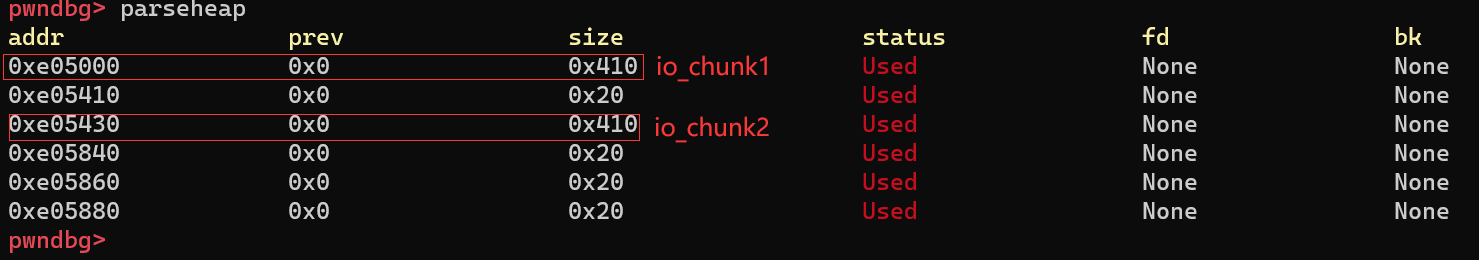 pwndbg> parseheap
addr prev size status fd bk
0xe05000 0x0 0x410 io_chunk1 Used None None
0xe05410 0x0 0x20 Used None None
0xe05430 0x0 0x410 io_chunk2 Used None None
0xe05840 0x0 0x20 Used None None
0xe05860 0x0 0x20 Used None None
0xe05880 0x0 0x20 Used None None
pwndbg>